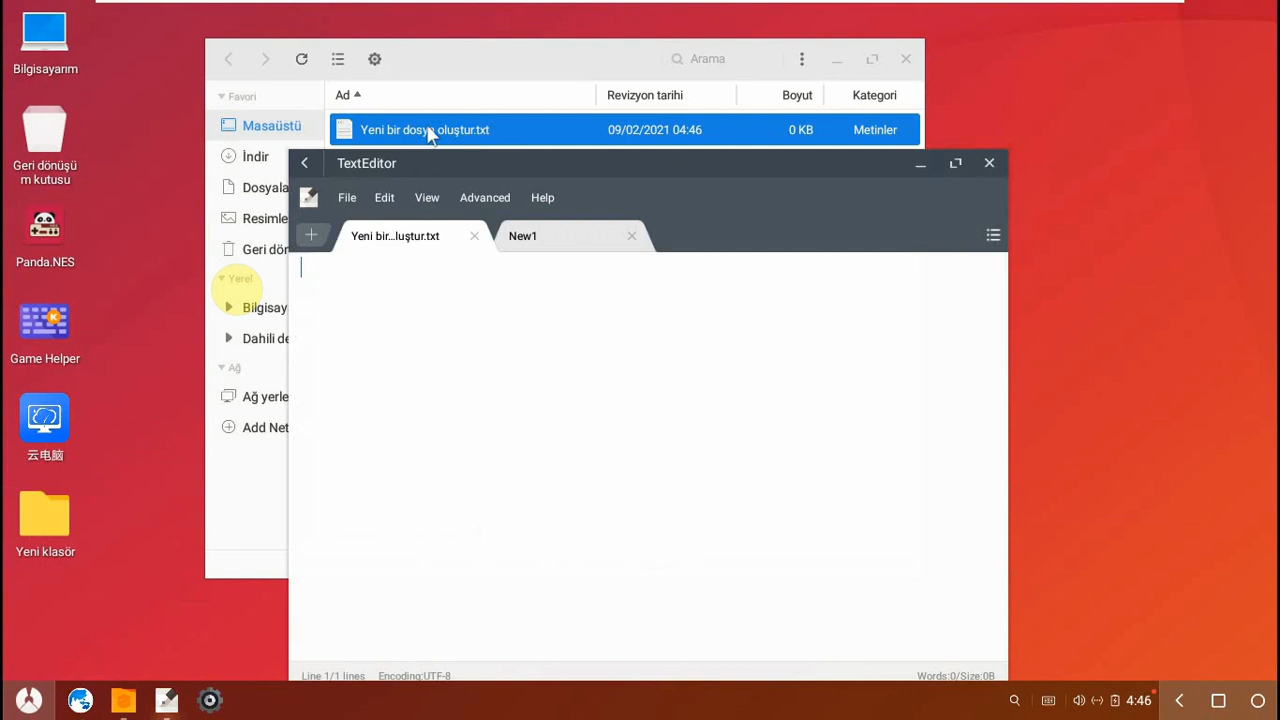 Bilgisayarım
Geri dönüşü
m kutusu
Panda.NES
Game Helper
云电脑
Yeni klasör
Arama
Favori
Masaüstü
İndir
Dosyala
Resimle
Geri dön
Yerel
Bilgisay
Dahili de
Ağ
Ağ yerle
Add Net
Ad
Revizyon tarihi
Boyut
Kategori
Yeni bir dosya oluştur.txt
09/02/2021 04:46
0 KB
Metinler
TextEditor
File Edit View Advanced Help
Yeni bir...luştur.txt
New1
Line 1/1 lines
Encoding:UTF-8
Words:0/Size:0B
4:46